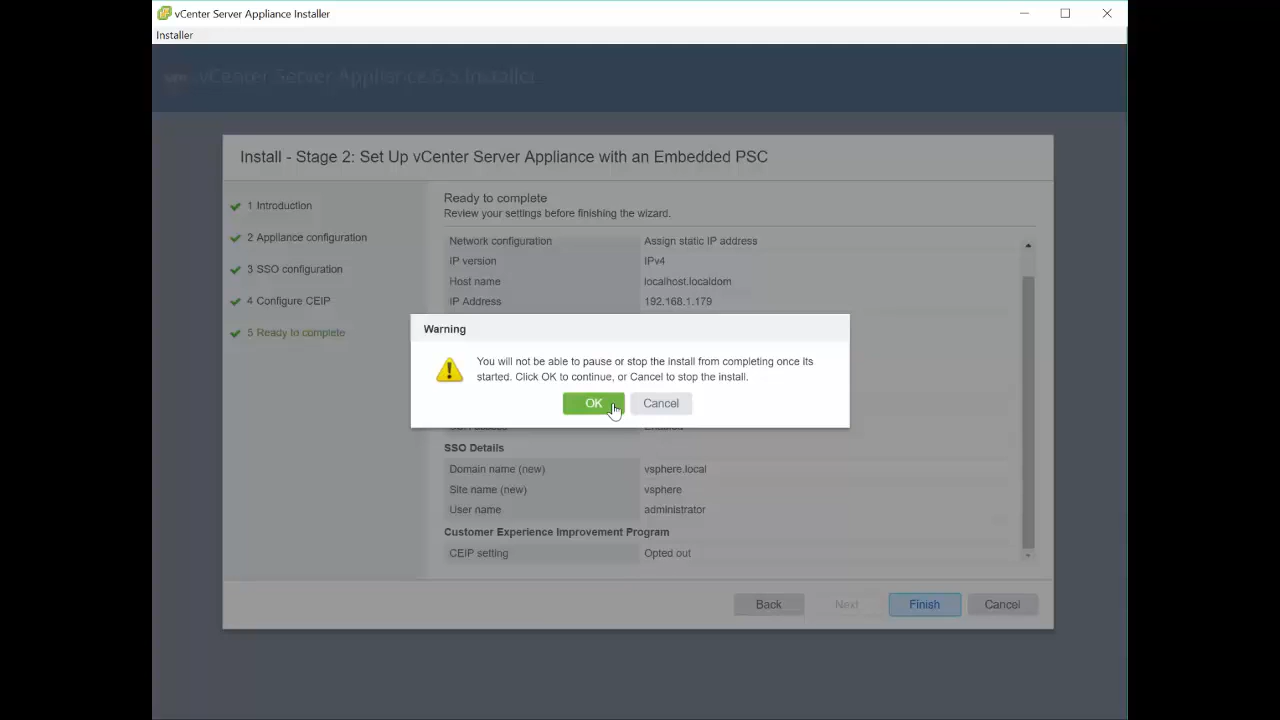 vCenter Server Appliance Installer
Installer
vCenter Server Appliance 6.5 Installer
Install - Stage 2: Set Up vCenter Server Appliance with an Embedded PSC
1 Introduction
2 Appliance configuration
3 SSO configuration
4 Configure CEIP
5 Ready to complete
Ready to complete
Review your settings before finishing the wizard.
Network configuration Assign static IP address
IP version IPv4
Host name localhost.localdom
IP Address 192.168.1.179
Warning
You will not be able to pause or stop the install from completing once its
started. Click OK to continue, or Cancel to stop the install.
OK Cancel
SSO Details
Domain name (new) vsphere.local
Site name (new) vsphere
User name administrator
Customer Experience Improvement Program
CEIP setting Opted out
Back Next Finish Cancel